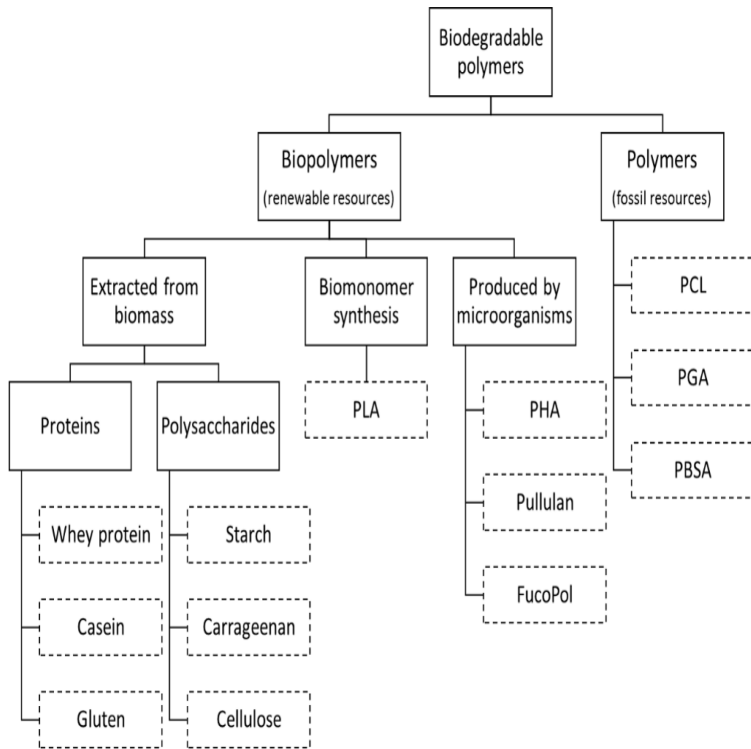 Biodegradable
polymers
Biopolymers
(renewable resources)
Polymers
(fossil resources)
Extracted from
biomass
Biomonomer
synthesis
Produced by
microorganisms
PCL
PGA
PBSA
Proteins
Polysaccharides
PLA
PHA
Pullulan
FucoPol
Whey protein
Casein
Gluten
Starch
Carrageenan
Cellulose